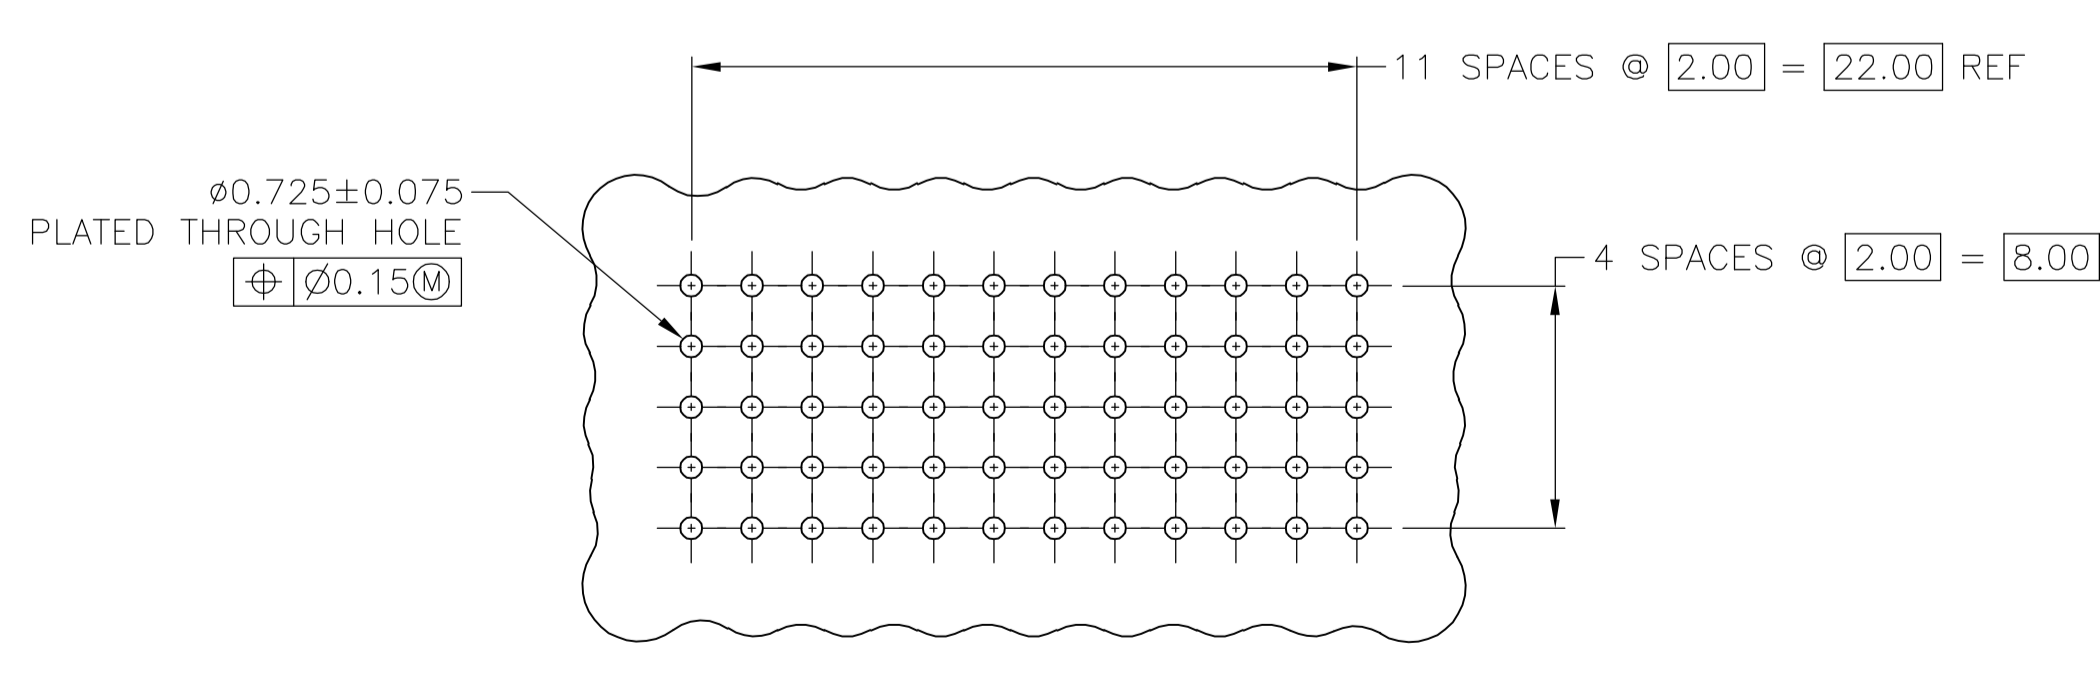 11 SPACES @ 2.00 = 22.00 REF
ø0.725±0.075
PLATED THROUGH HOLE
⌖ Ø0.15Ⓜ
4 SPACES @ 2.00 = 8.00